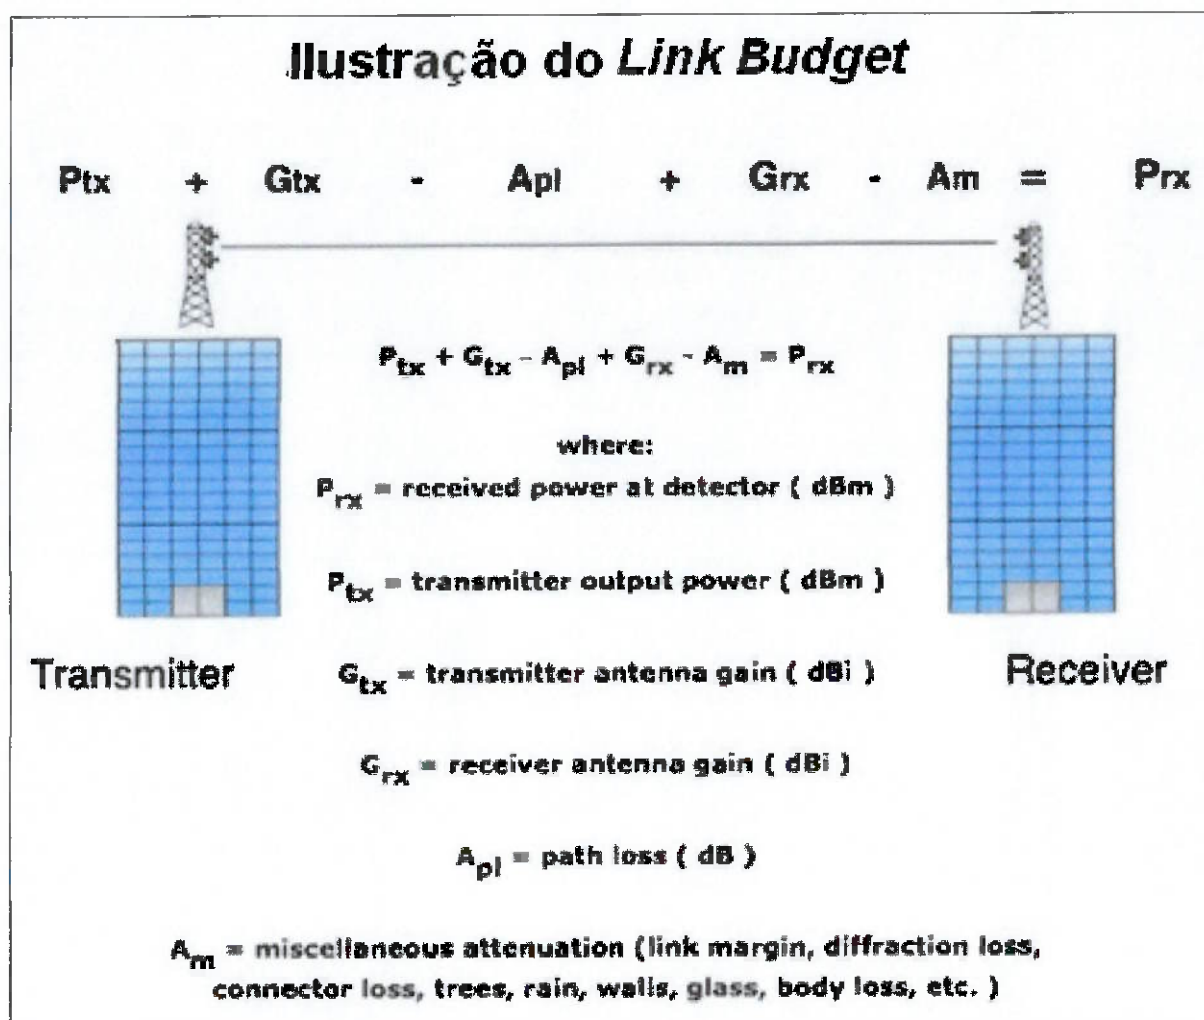 Ilustração do Link Budget
Ptx + Gtx - Apl + Grx - Am = Prx
Ptx + Gtx - Apl + Grx - Am = Prx
where:
Prx = received power at detector ( dBm )
Ptx = transmitter output power ( dBm )
Transmitter
Gtx = transmitter antenna gain ( dBi )
Receiver
Grx = receiver antenna gain ( dBi )
Apl = path loss ( dB )
Am = miscellaneous attenuation (link margin, diffraction loss,
connector loss, trees, rain, walls, glass, body loss, etc. )